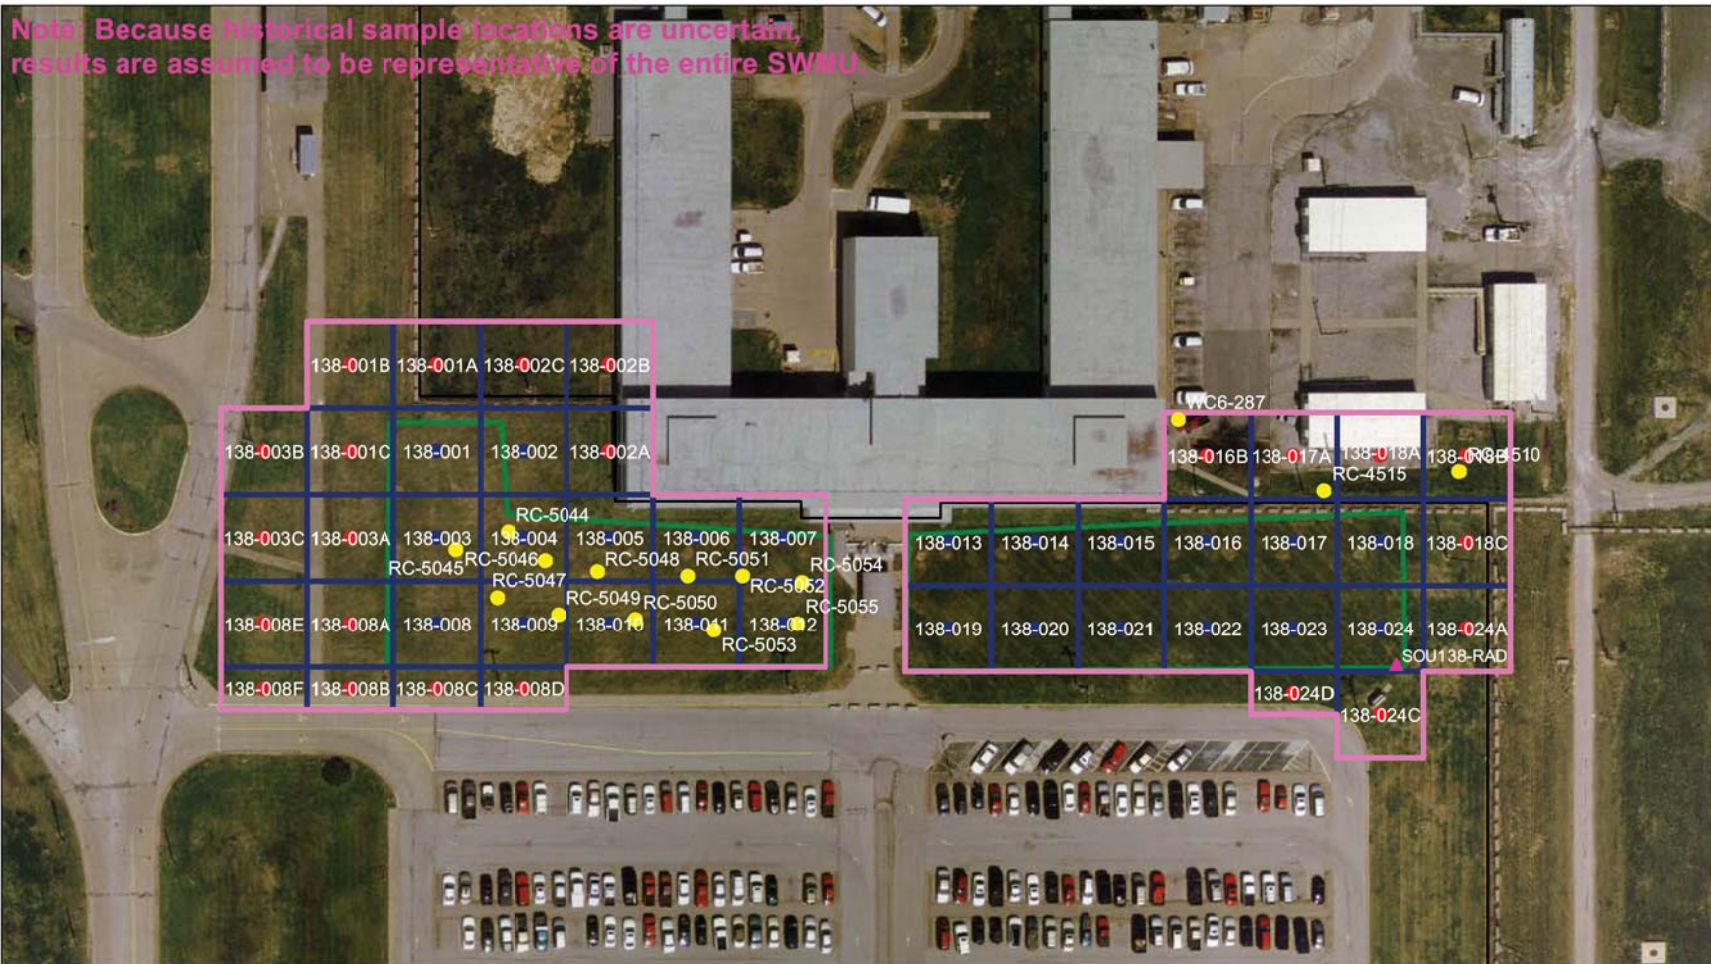 Note: Because historical sample locations are uncertain,
results are assumed to be representative of the entire SWMU.
138-001B 138-001A 138-002C 138-002B
WC6-287
138-003B 138-001C 138-001 138-002 138-002A
138-016B 138-017A 138-018A 138-018B RC-4510
RC-4515
RC-5044
138-003C 138-003A 138-003 138-004 138-005 138-006 138-007
138-013 138-014 138-015 138-016 138-017 138-018 138-018C
RC-5045 RC-5046 RC-5048 RC-5051 RC-5054
RC-5047 RC-5052
RC-5049 RC-5050 RC-5055
138-008E 138-008A 138-008 138-009 138-010 138-011 138-012
138-019 138-020 138-021 138-022 138-023 138-024 138-024A
RC-5053
SOU138-RAD
138-008F 138-008B 138-008C 138-008D
138-024D
138-024C